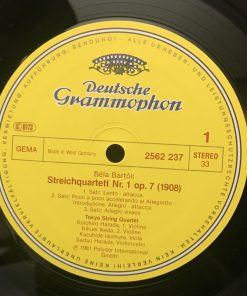 Deutsche
Grammophon
GEMA
Made in West Germany
2562 237
STEREO
33
1
Béla Bartók
Streichquartett Nr. 1 op. 7 (1908)
1. Satz: Lento - attacca:
2. Satz: Poco a poco accelerando al Allegretto
Introduzione. Allegro - attacca:
3. Satz: Allegro vivace
Tokyo String Quartet
Koichiro Harada, 1. Violine
Kikuei Ikeda, 2. Violine
Kazuhide Isomura, Viola
Sadao Harada, Violoncello
℗ 1981 Polydor International
GmbH